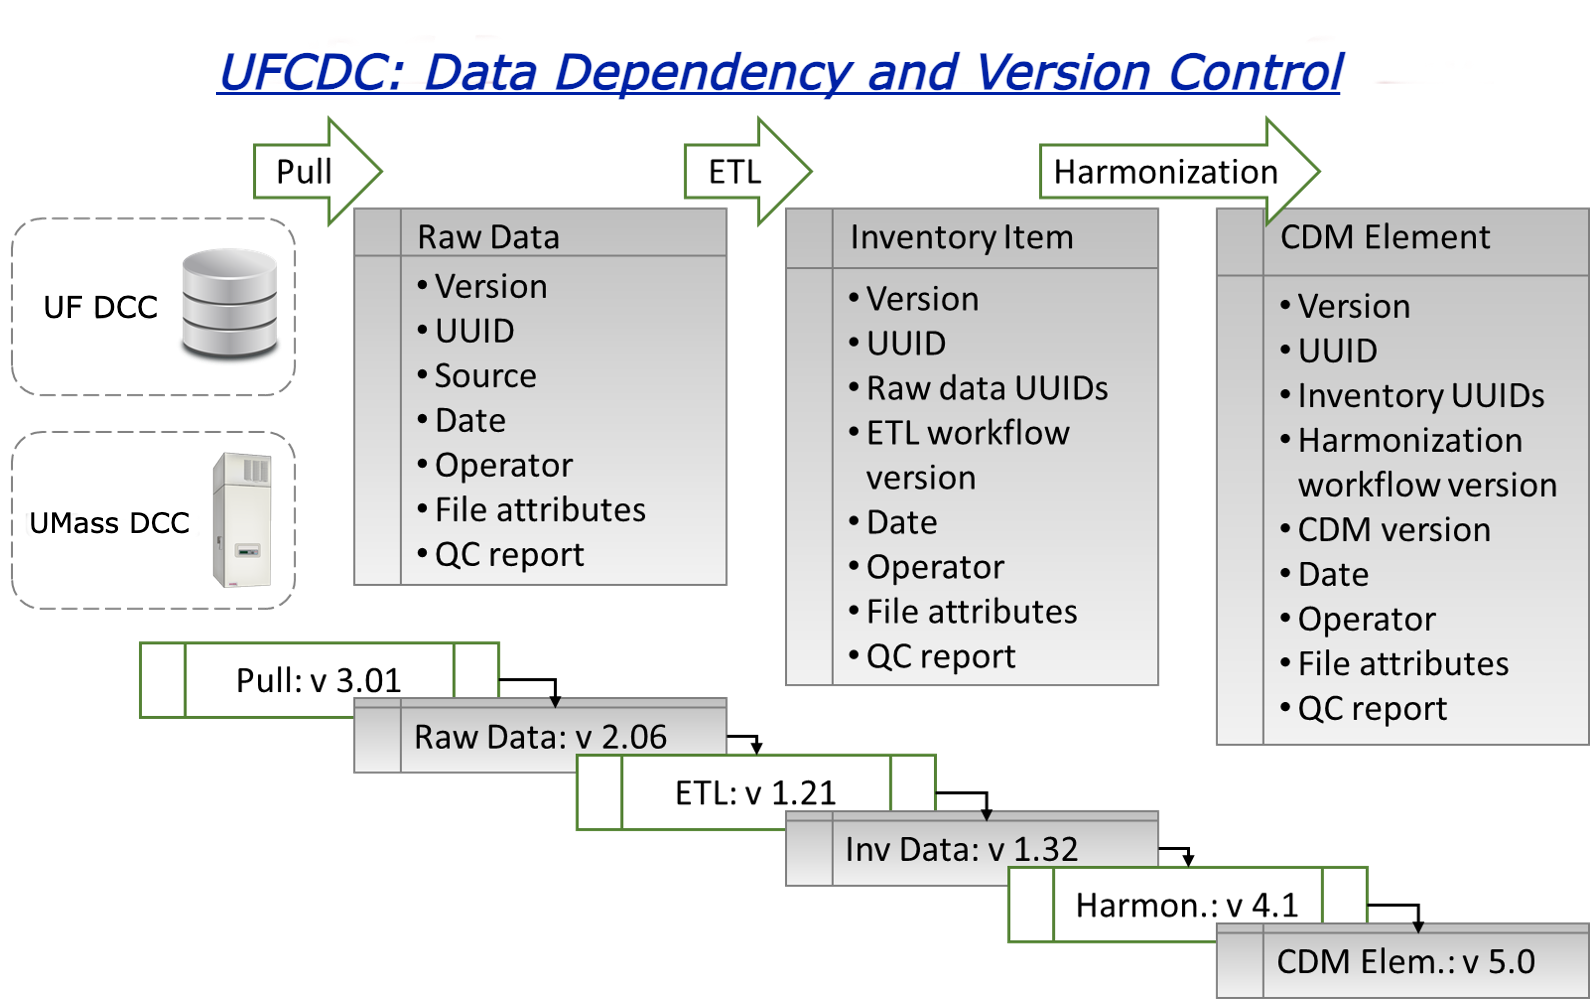 UFCDC: Data Dependency and Version Control
Pull
ETL
Harmonization
UF DCC
UMass DCC
Raw Data
• Version
• UUID
• Source
• Date
• Operator
• File attributes
• QC report
Inventory Item
• Version
• UUID
• Raw data UUIDs
• ETL workflow
version
• Date
• Operator
• File attributes
• QC report
CDM Element
• Version
• UUID
• Inventory UUIDs
• Harmonization
workflow version
• CDM version
• Date
• Operator
• File attributes
• QC report
Pull: v 3.01
Raw Data: v 2.06
ETL: v 1.21
Inv Data: v 1.32
Harmon.: v 4.1
CDM Elem.: v 5.0